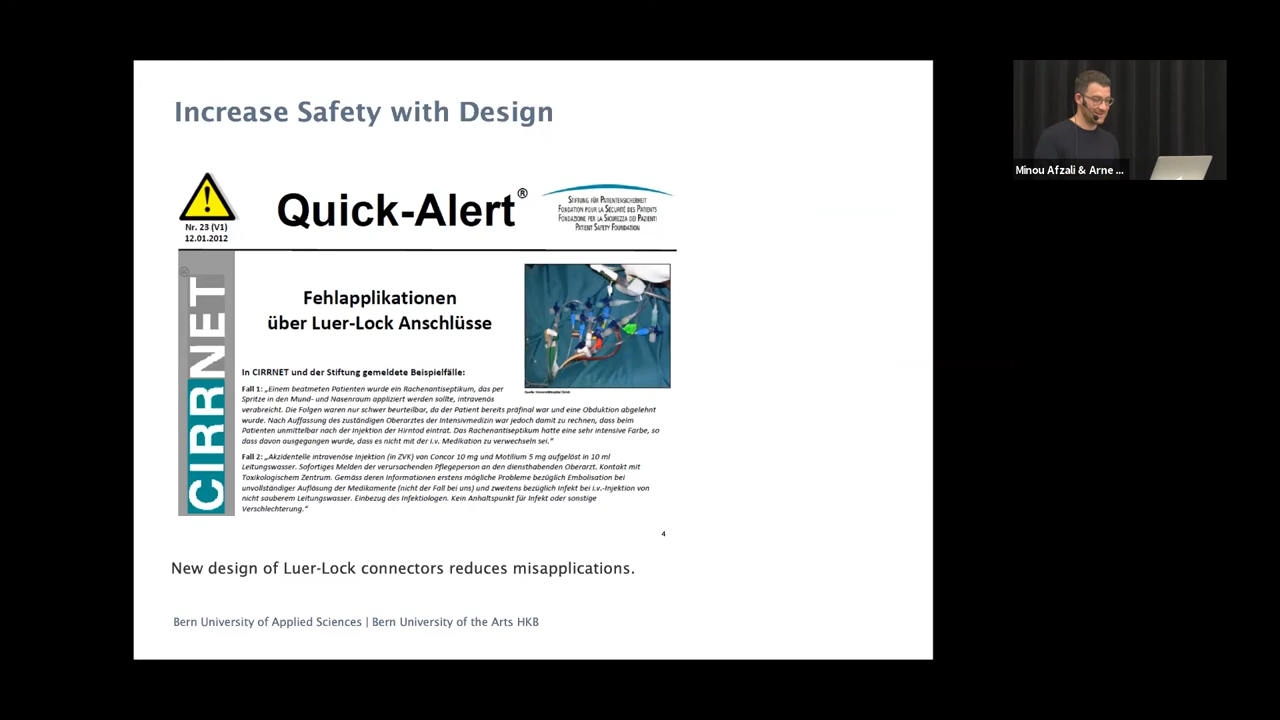 Increase Safety with Design
Nr. 23 (V1)
12.01.2012
Quick-Alert®
STIFTUNG FÜR PATIENTENSICHERHEIT
FONDATION POUR LA SÉCURITÉ DES PATIENTS
FONDAZIONE PER LA SICUREZZA DEI PAZIENTI
PATIENT SAFETY FOUNDATION
CIRRNET
Fehlapplikationen
über Luer-Lock Anschlüsse
In CIRRNET und der Stiftung gemeldete Beispielfälle:
Fall 1: „Einem beatmeten Patienten wurde ein Rachenantiseptikum, das per
Spritze in den Mund- und Nasenraum appliziert werden sollte, intravenös
verabreicht. Die Folgen waren nur schwer beurteilbar, da der Patient bereits präfinal war und eine Obduktion abgelehnt
wurde. Nach Auffassung des zuständigen Oberarztes der Intensivmedizin war jedoch damit zu rechnen, dass beim
Patienten unmittelbar nach der Injektion der Hirntod eintrat. Das Rachenantiseptikum hatte eine sehr intensive Farbe, so
dass davon ausgegangen wurde, dass es nicht mit der i.v. Medikation zu verwechseln sei.“
Fall 2: „Akzidentelle intravenöse Injektion (in ZVK) von Concor 10 mg und Motilium 5 mg aufgelöst in 10 ml
Leitungswasser. Sofortiges Melden der verursachenden Pflegeperson an den diensthabenden Oberarzt. Kontakt mit
Toxikologischem Zentrum. Gemäss deren Informationen erstens mögliche Probleme bezüglich Embolisation bei
unvollständiger Auflösung der Medikamente (nicht der Fall bei uns) und zweitens bezüglich Infekt bei i.v.-Injektion von
nicht sauberem Leitungswasser. Einbezug des Infektiologen. Kein Anhaltspunkt für Infekt oder sonstige
Verschlechterung.“
4
New design of Luer-Lock connectors reduces misapplications.
Bern University of Applied Sciences | Bern University of the Arts HKB
Minou Afzali & Arne ...